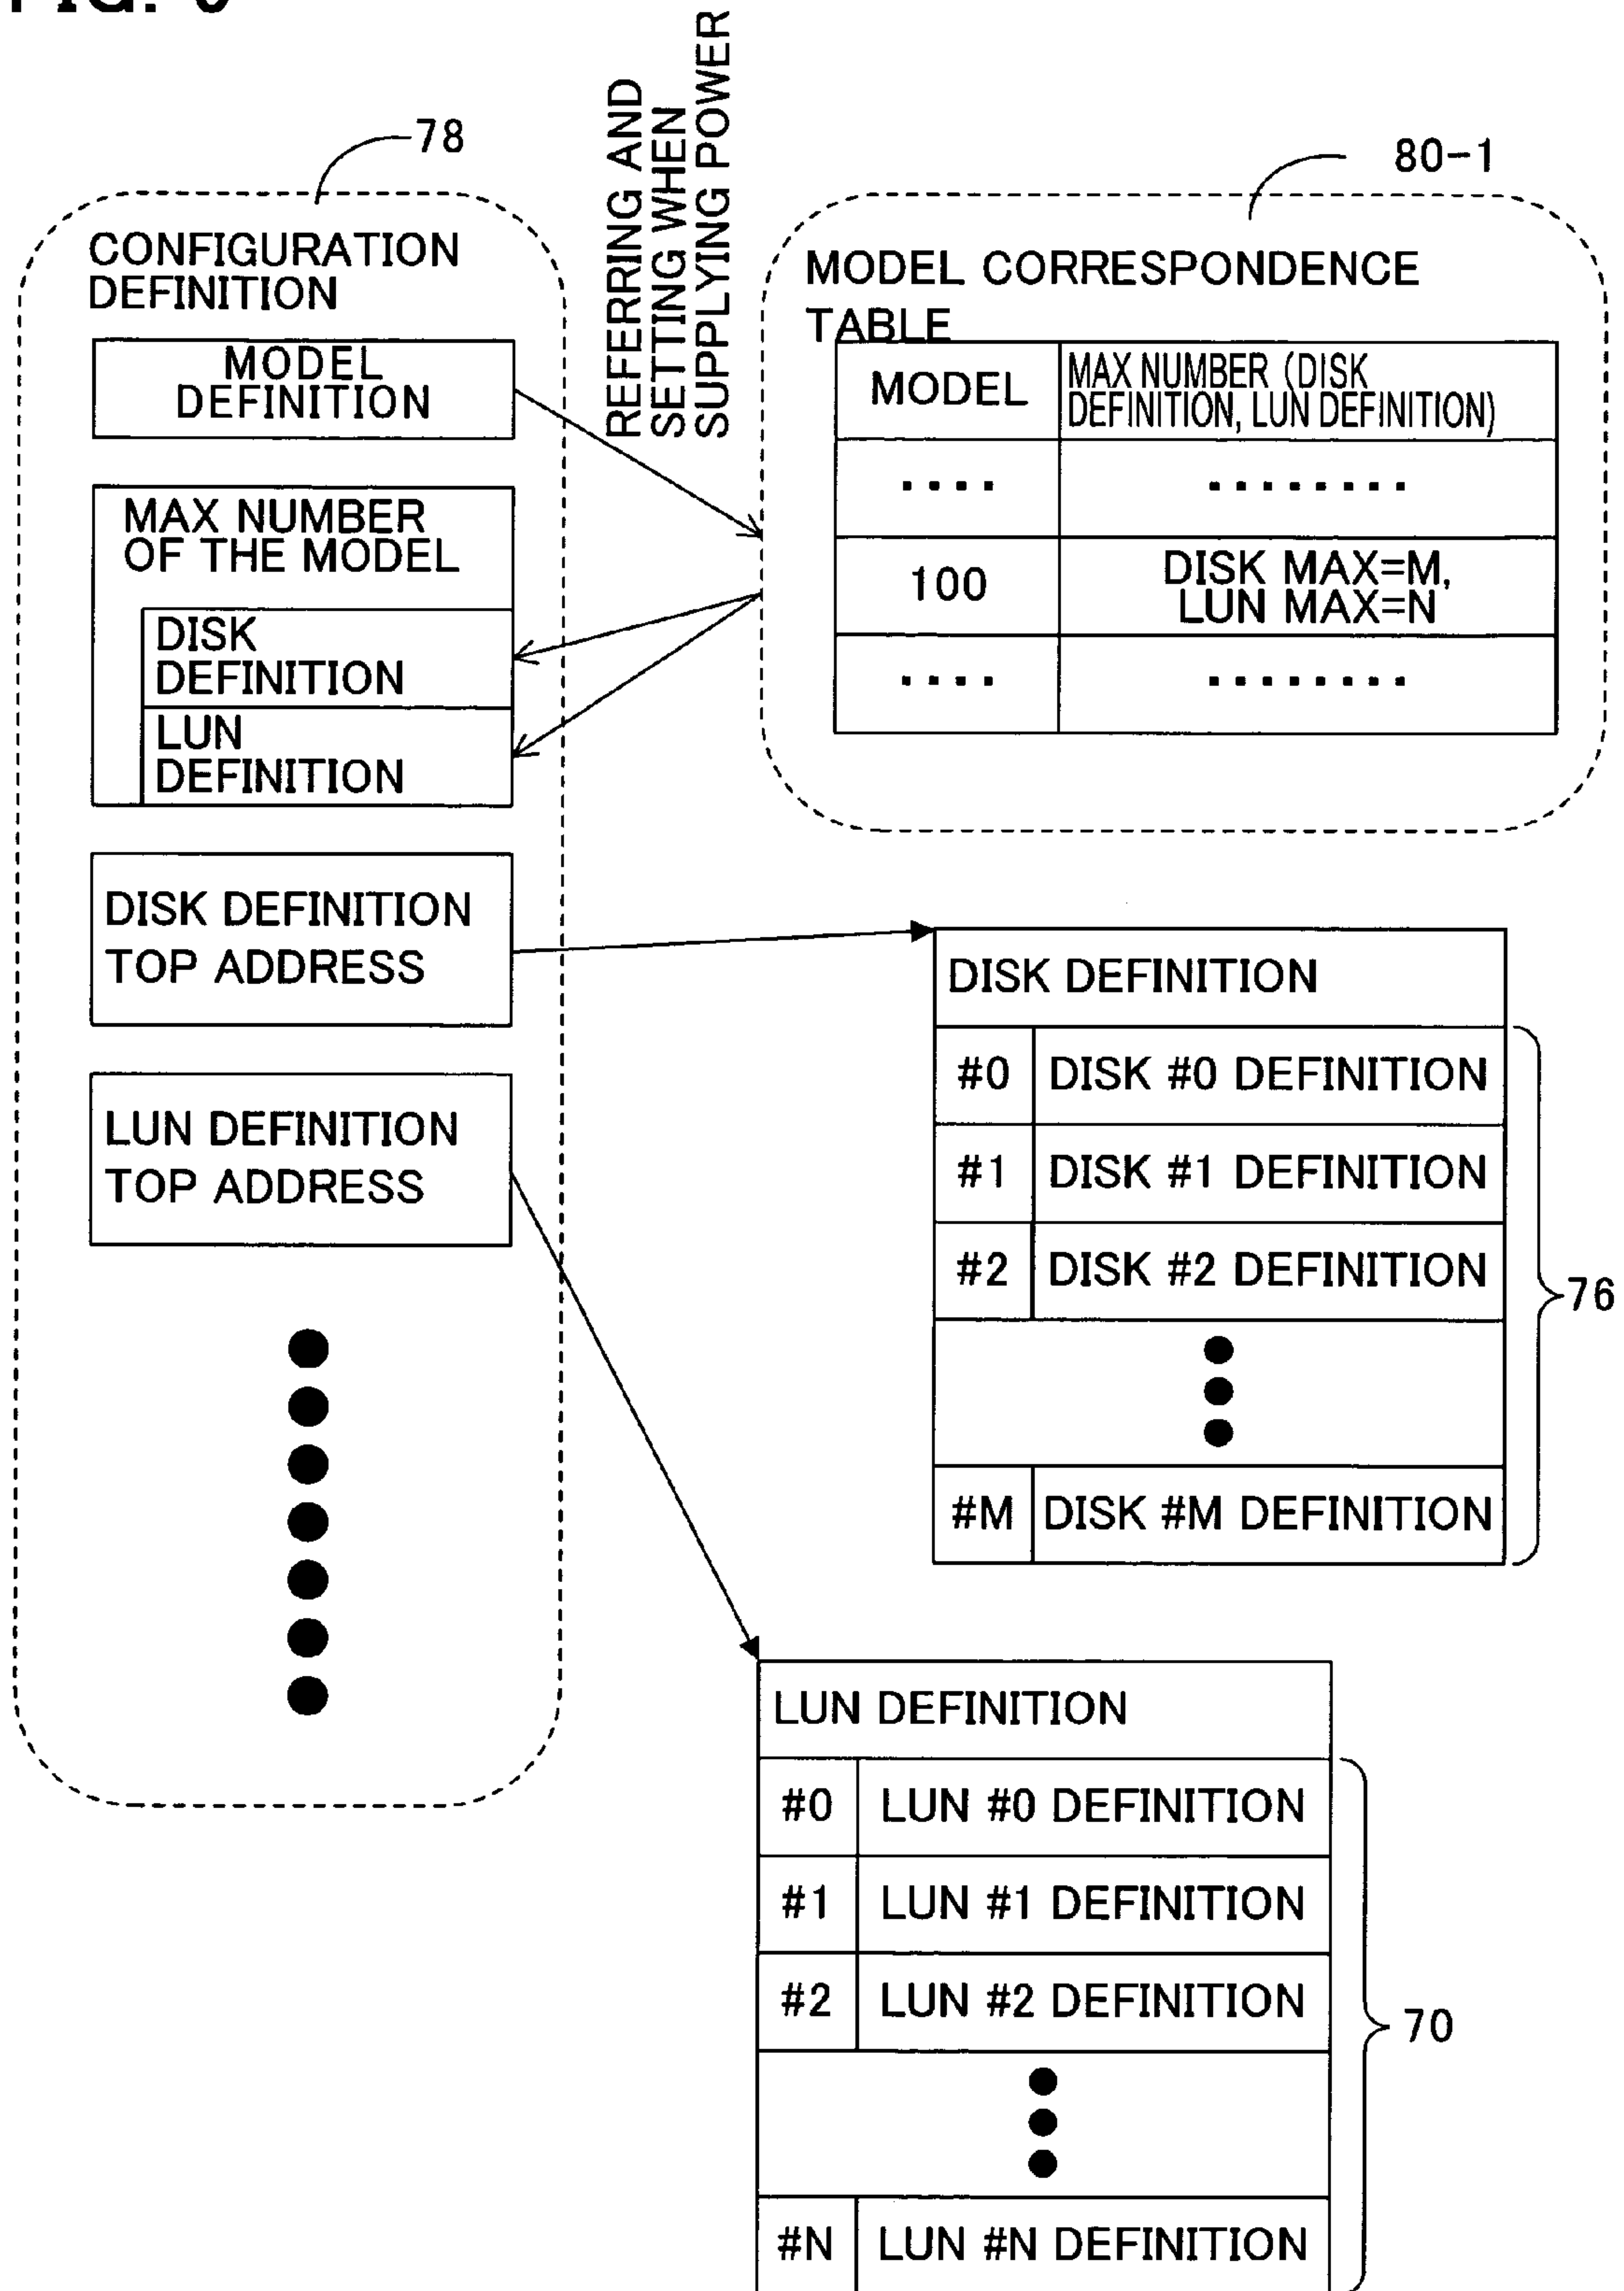 78
REFERRING AND
SETTING WHEN
SUPPLYING POWER
80-1
CONFIGURATION
DEFINITION
MODEL
DEFINITION
MAX NUMBER
OF THE MODEL
DISK
DEFINITION
LUN
DEFINITION
DISK DEFINITION
TOP ADDRESS
LUN DEFINITION
TOP ADDRESS
MODEL CORRESPONDENCE
TABLE
MODEL
MAX NUMBER (DISK
DEFINITION, LUN DEFINITION)
....
........
100
DISK MAX=M,
LUN MAX=N
....
........
DISK DEFINITION
#0 DISK #0 DEFINITION
#1 DISK #1 DEFINITION
#2 DISK #2 DEFINITION
#M DISK #M DEFINITION
76
LUN DEFINITION
#0 LUN #0 DEFINITION
#1 LUN #1 DEFINITION
#2 LUN #2 DEFINITION
#N LUN #N DEFINITION
70